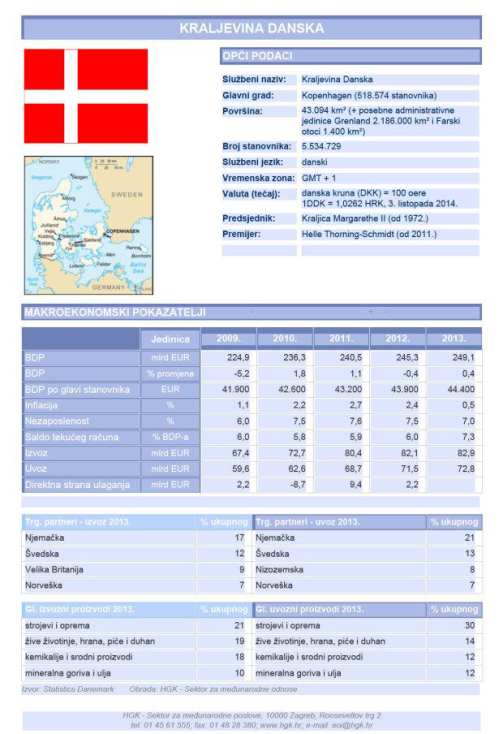 KRALJEVINA DANSKA
OPĆI PODACI
Službeni naziv: Kraljevina Danska
Glavni grad: Kopenhagen (518.574 stanovnika)
Površina: 43.094 km² (+ posebne administrativne
jedinice Grenland 2.186.000 km² i Farski
otoci 1.400 km²)
Broj stanovnika: 5.534.729
Službeni jezik: danski
Vremenska zona: GMT + 1
Valuta (tečaj): danska kruna (DKK) = 100 oere
1DDK = 1,0262 HRK, 3. listopada 2014.
Predsjednik: Kraljica Margarethe II (od 1972.)
Premijer: Helle Thorning-Schmidt (od 2011.)
NORWAY
Skagen
SWEDEN
Ålborg
Århus
Jutland
Vejle
COPENHAGEN
Kolding
Esbjerg
Odense
Rønne
Bornholm
Baltic
Sea
GERMANY
MAKROEKONOMSKI POKAZATELJI
Jedinica 2009. 2010. 2011. 2012. 2013.
BDP mlrd EUR 224,9 236,3 240,5 245,3 249,1
BDP % promjene -5,2 1,8 1,1 -0,4 0,4
BDP po glavi stanovnika EUR 41.900 42.600 43.200 43.900 44.400
Inflacija % 1,1 2,2 2,7 2,4 0,5
Nezaposlenost % 6,0 7,5 7,6 7,5 7,0
Saldo tekućeg računa % BDP-a 6,0 5,8 5,9 6,0 7,3
Izvoz mlrd EUR 67,4 72,7 80,4 82,1 82,9
Uvoz mlrd EUR 59,6 62,6 68,7 71,5 72,8
Direktna strana ulaganja mlrd EUR 2,2 -8,7 9,4 2,2
Trg. partneri - izvoz 2013. % ukupnog Trg. partneri - uvoz 2013. % ukupnog
Njemačka 17 Njemačka 21
Švedska 12 Švedska 13
Velika Britanija 9 Nizozemska 8
Norveška 7 Norveška 7
Gl. izvozni proizvodi 2013. % ukupnog Gl. uvozni proizvodi 2013. % ukupnog
strojevi i oprema 21 strojevi i oprema 30
žive životinje, hrana, piće i duhan 19 žive životinje, hrana, piće i duhan 14
kemikalije i srodni proizvodi 18 kemikalije i srodni proizvodi 12
mineralna goriva i ulja 10 mineralna goriva i ulja 12
Izvor: Statistics Danemark Obrada: HGK - Sektor za međunarodne odnose
HGK - Sektor za međunarodne poslove, 10000 Zagreb, Rooseveltov trg 2
tel: 01 45 61 555; fax: 01 48 28 380; www.hgk.hr; e-mail: eoi@hgk.hr